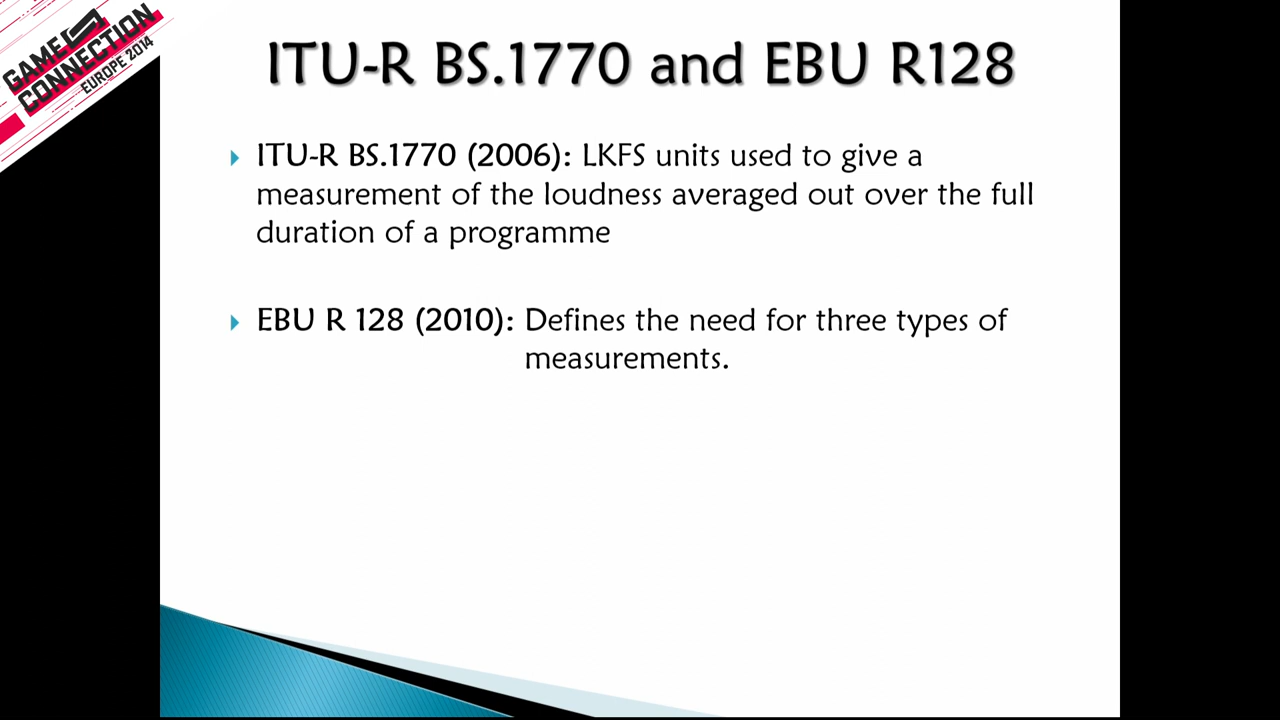 GAME
CONNECTION
EUROPE 2014
ITU-R BS.1770 and EBU R128
ITU-R BS.1770 (2006): LKFS units used to give a
measurement of the loudness averaged out over the full
duration of a programme
EBU R 128 (2010): Defines the need for three types of
measurements.